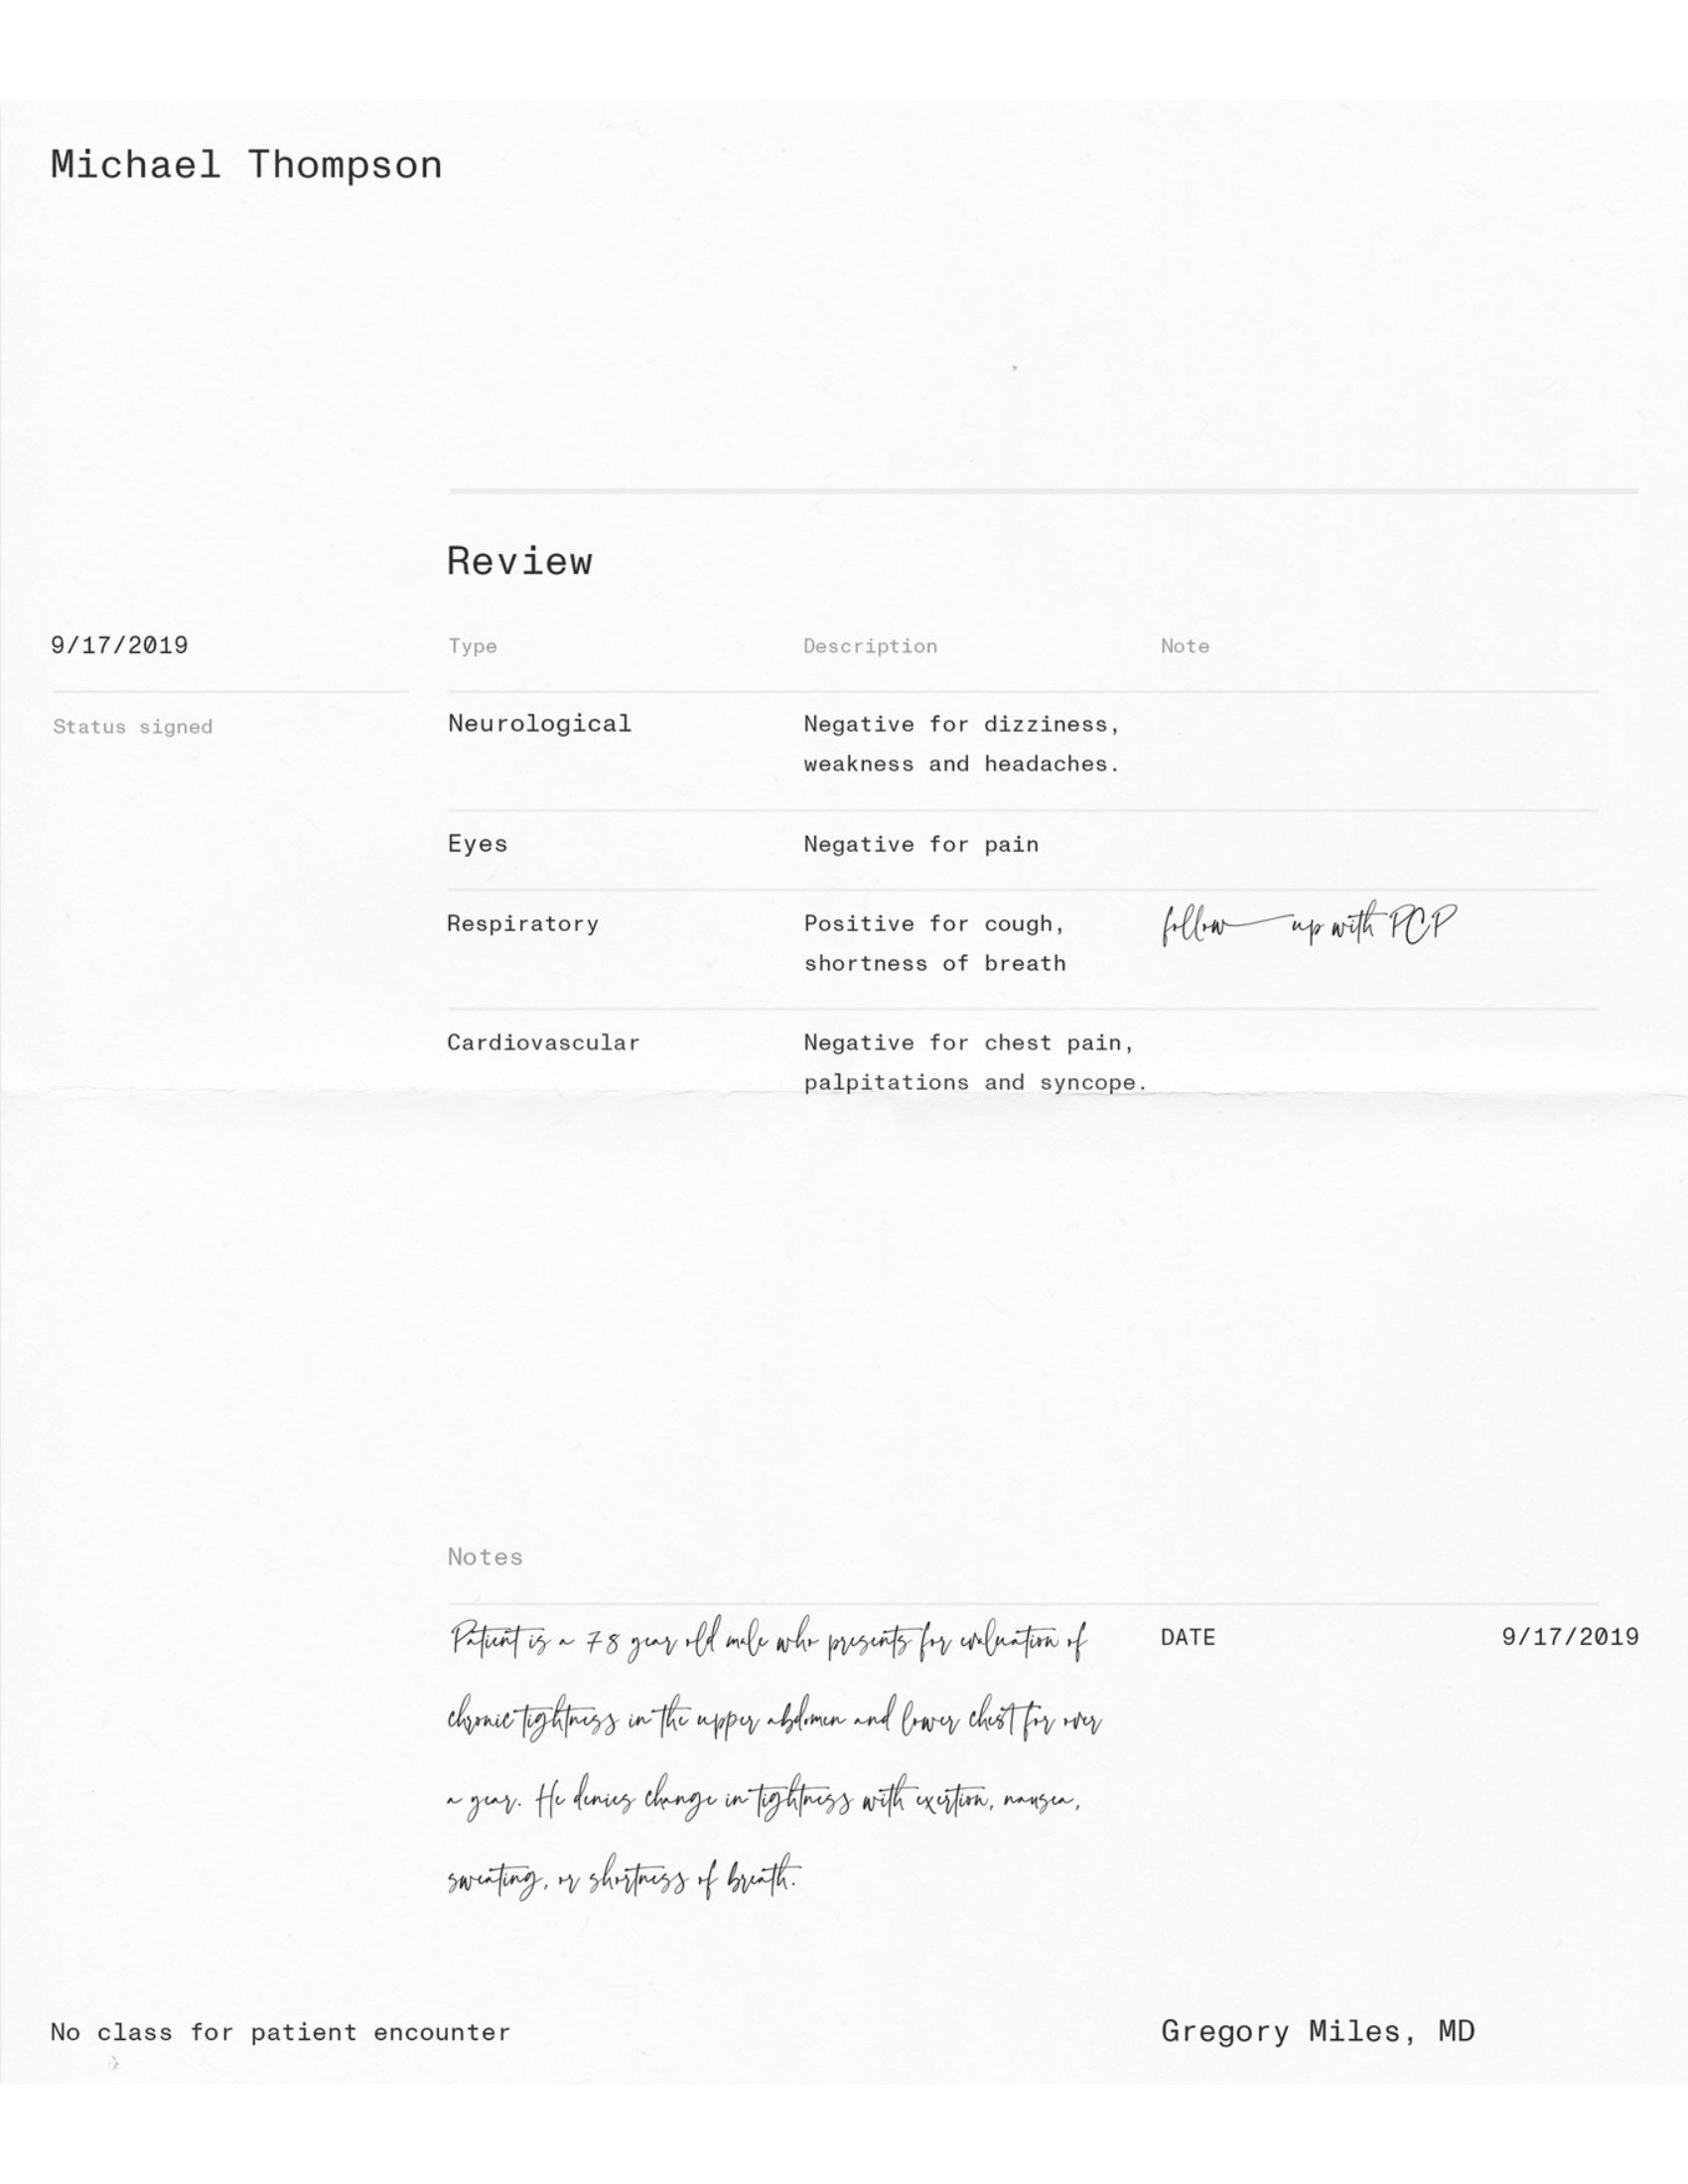 Michael Thompson
Review
9/17/2019
Type Description Note
Status signed
Neurological Negative for dizziness,
weakness and headaches.
Eyes Negative for pain
Respiratory Positive for cough, follow up with PCP
shortness of breath
Cardiovascular Negative for chest pain,
palpitations and syncope.
Notes
Patient is a 78 year old male who presents for evaluation of
DATE 9/17/2019
chronic tightness in the upper abdomen and lower chest for over
a year. He denies change in tightness with exertion, nausea,
sweating, or shortness of breath.
No class for patient encounter
Gregory Miles, MD